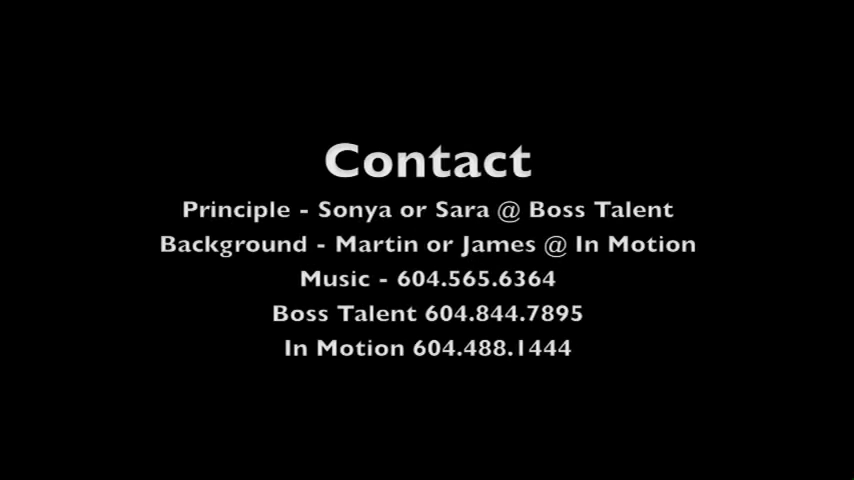 Contact
Principle - Sonya or Sara @ Boss Talent
Background - Martin or James @ In Motion
Music - 604.565.6364
Boss Talent 604.844.7895
In Motion 604.488.1444